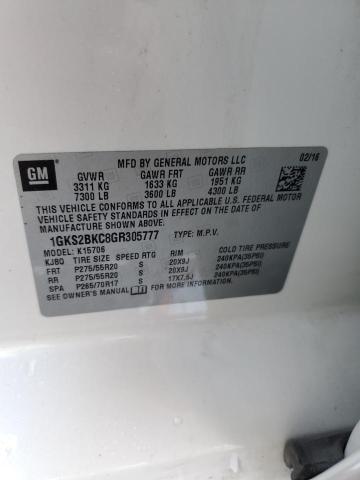 GM
MFD BY GENERAL MOTORS LLC 02/16
GVWR GAWR FRT GAWR RR
3311 KG 1633 KG 1951 KG
7300 LB 3600 LB 4300 LB
THIS VEHICLE CONFORMS TO ALL APPLICABLE U.S. FEDERAL MOTOR
VEHICLE SAFETY AND BUMPER STANDARDS IN EFFECT ON THE DATE OF
MANUFACTURE SHOWN ABOVE.
1GKS2BKC8GR305777 TYPE: M.P.V.
MODEL: K15706
KJBQ TIRE SIZE SPEED RTG RIM COLD TIRE PRESSURE
FRT P275/55R20 S 20X9J 240KPA(35PSI)
RR P275/55R20 S 20X9J 240KPA(35PSI)
SPA P265/70R17 S 17X7.5J 240KPA(35PSI)
SEE OWNER'S MANUAL FOR MORE INFORMATION.